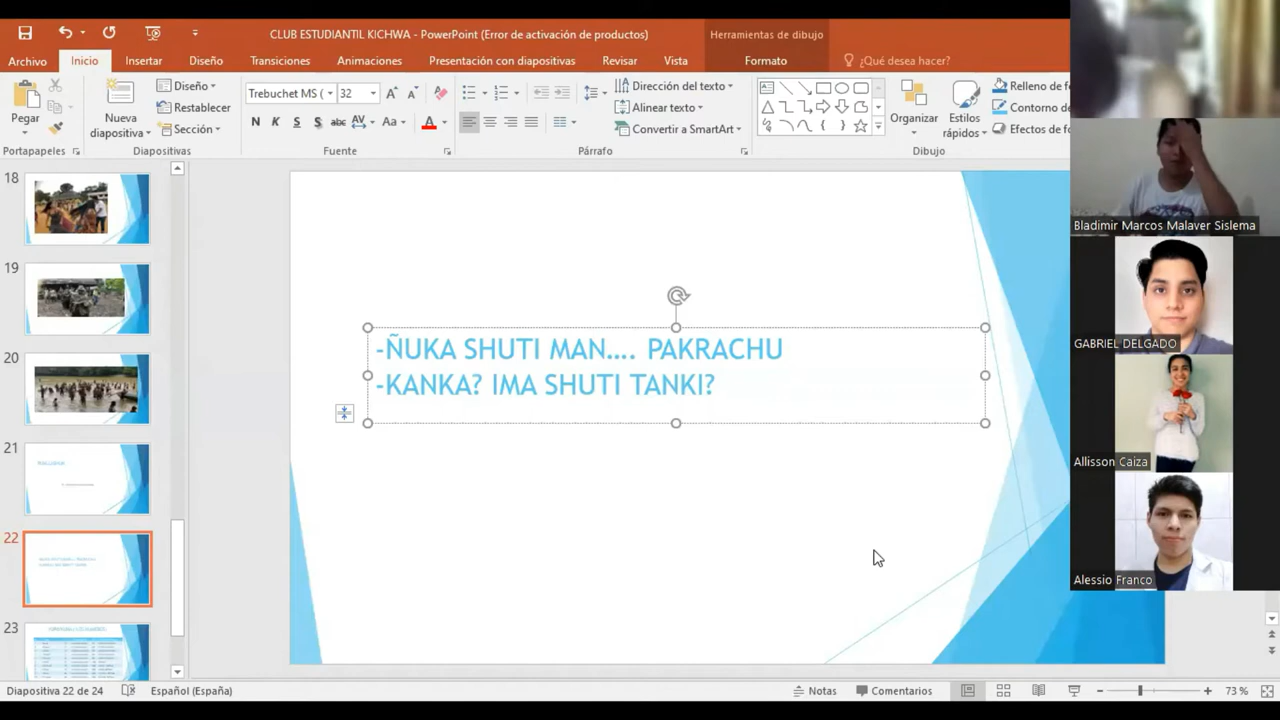 CLUB ESTUDIANTIL KICHWA - PowerPoint (Error de activación de productos)
Herramientas de dibujo
Archivo
Inicio
Insertar
Diseño
Transiciones
Animaciones
Presentación con diapositivas
Revisar
Vista
Formato
¿Qué desea hacer?
Pegar
Nueva
diapositiva
Diseño
Restablecer
Sección
Trebuchet MS (
32
N K S S abc AV Aa A
Dirección del texto
Alinear texto
Convertir a SmartArt
Organizar
Estilos
rápidos
Relleno de
Contorno de
Efectos de
Portapapeles
Diapositivas
Fuente
Párrafo
Dibujo
18
19
20
21
22
23
-ÑUKA SHUTI MAN.... PAKRACHU
-KANKA? IMA SHUTI TANKI?
Bladimir Marcos Malaver Sislema
GABRIEL DELGADO
Allisson Caiza
Alessio Franco
Diapositiva 22 de 24
Español (España)
Notas
Comentarios
73 %